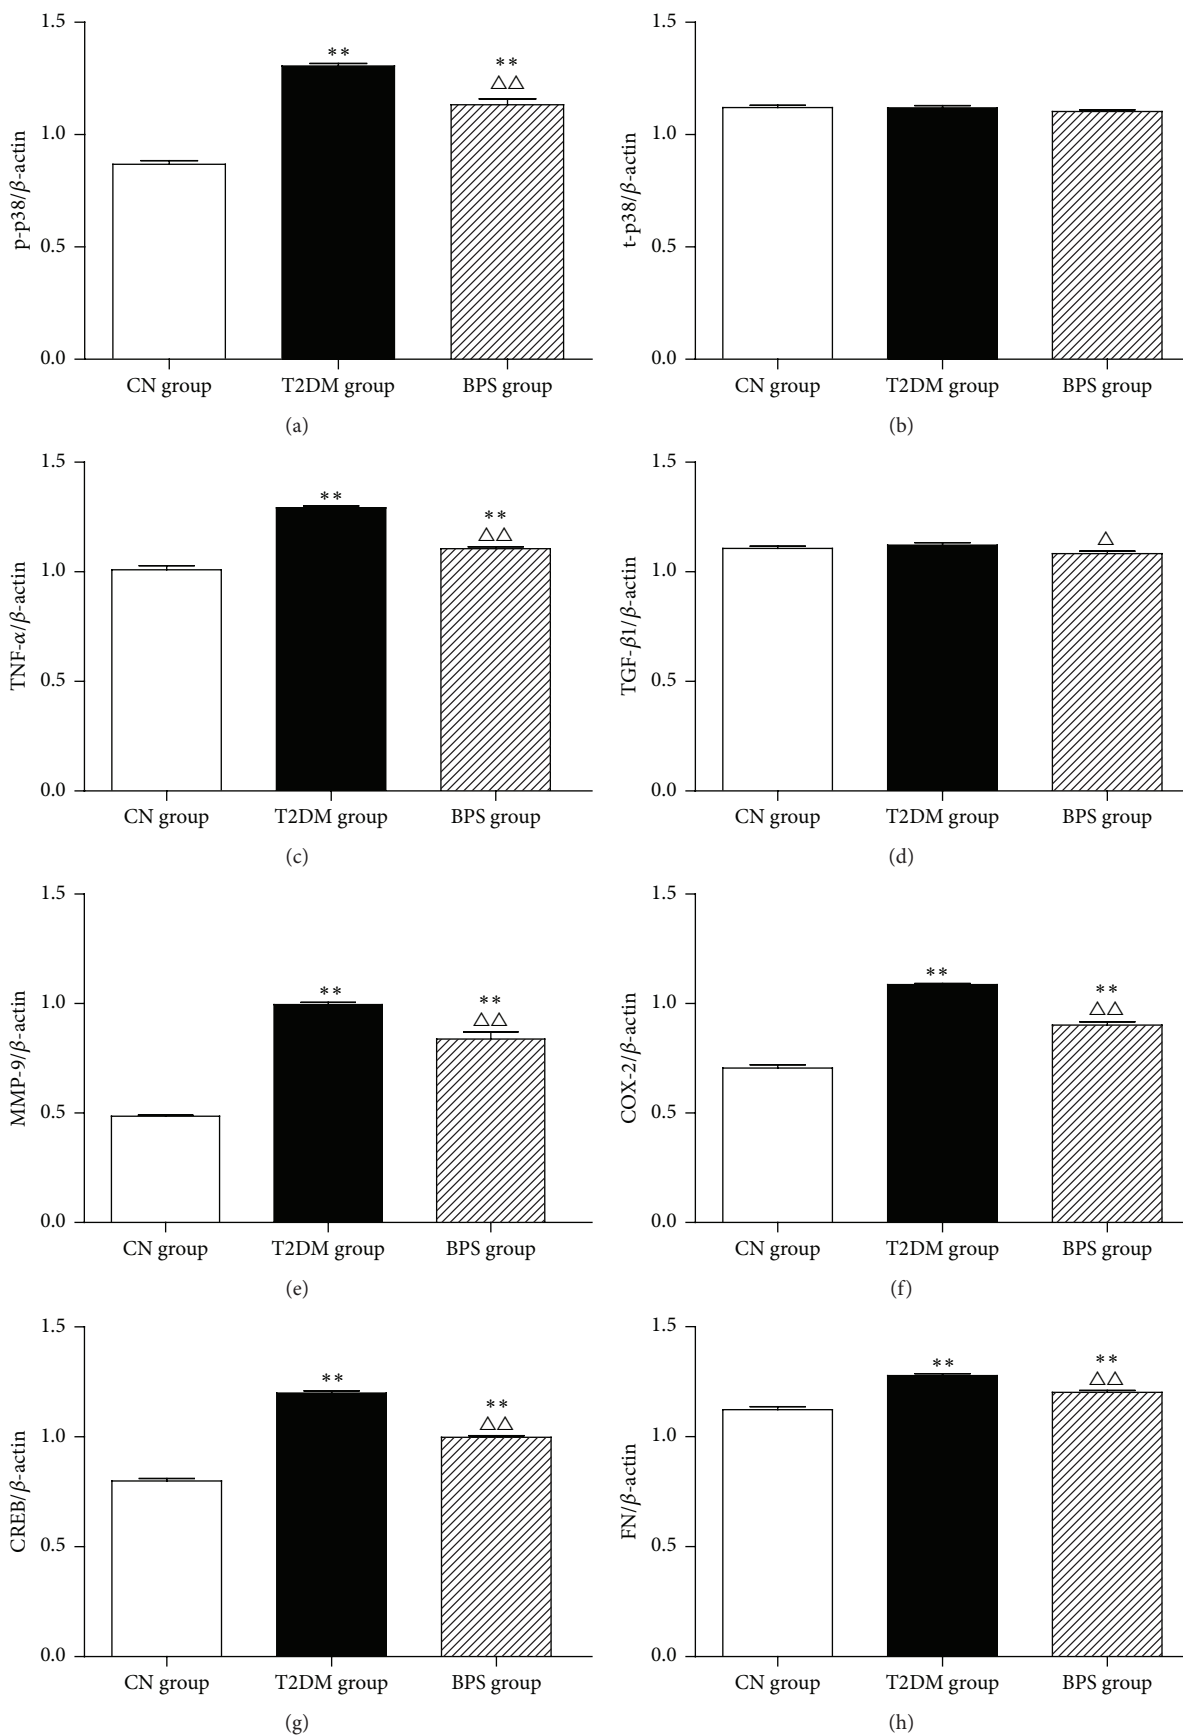 1.5
**
**
△△
1.0
0.5
0.0
p-p38/β-actin
CN group T2DM group BPS group
(a)
1.5
1.0
0.5
0.0
t-p38/β-actin
CN group T2DM group BPS group
(b)
1.5
**
**
△△
1.0
0.5
0.0
TNF-α/β-actin
CN group T2DM group BPS group
(c)
1.5
△
1.0
0.5
0.0
TGF-β1/β-actin
CN group T2DM group BPS group
(d)
1.5
**
**
△△
1.0
0.5
0.0
MMP-9/β-actin
CN group T2DM group BPS group
(e)
1.5
**
**
△△
1.0
0.5
0.0
COX-2/β-actin
CN group T2DM group BPS group
(f)
1.5
**
**
△△
1.0
0.5
0.0
CREB/β-actin
CN group T2DM group BPS group
(g)
1.5
**
**
△△
1.0
0.5
0.0
FN/β-actin
CN group T2DM group BPS group
(h)